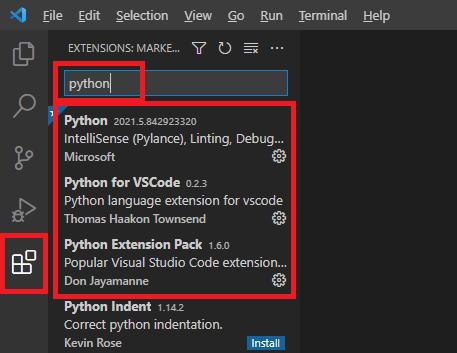 File Edit Selection View Go Run Terminal Help
EXTENSIONS: MARKE...
python
Python 2021.5.842923320
IntelliSense (Pylance), Linting, Debug...
Microsoft
Python for VSCode 0.2.3
Python language extension for vscode
Thomas Haakon Townsend
Python Extension Pack 1.6.0
Popular Visual Studio Code extension...
Don Jayamanne
Python Indent 1.14.2
Correct python indentation.
Kevin Rose Install